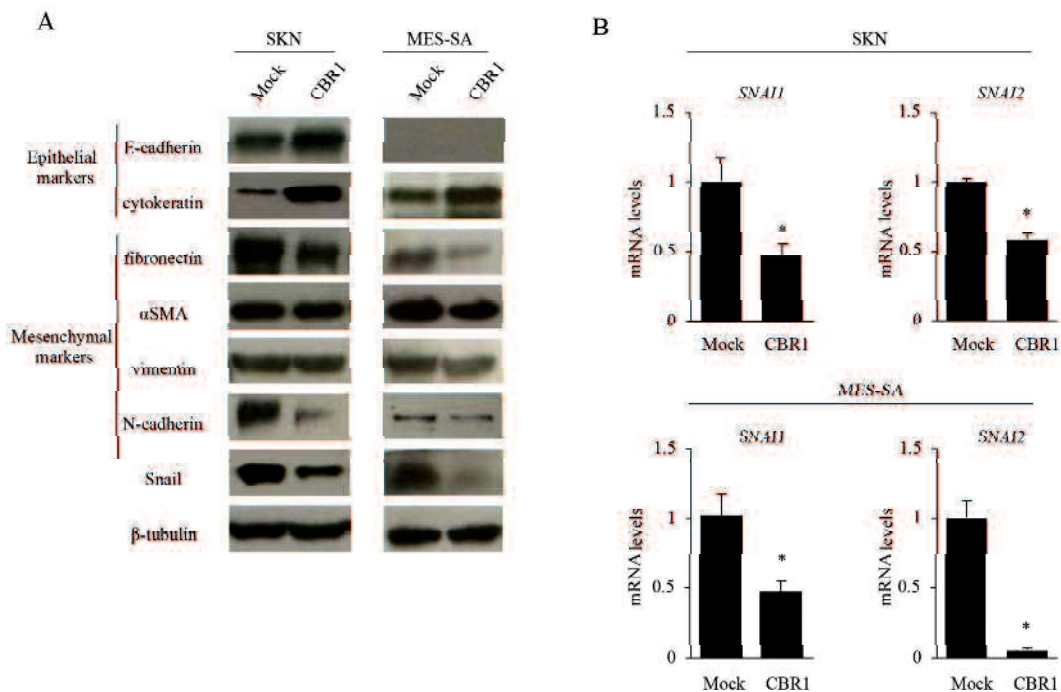 A
SKN
MES-SA
Mock
CBR1
Mock
CBR1
Epithelial
markers
E-cadherin
cytokeratin
Mesenchymal
markers
fibronectin
αSMA
vimentin
N-cadherin
Snail
β-tubulin
B
SKN
SNAI1
SNAI2
1.5
1
0.5
0
mRNA levels
*
Mock
CBR1
1.5
1
0.5
0
mRNA levels
*
Mock
CBR1
MES-SA
SNAI1
SNAI2
1.5
1
0.5
0
mRNA levels
*
Mock
CBR1
1.5
1
0.5
0
mRNA levels
*
Mock
CBR1